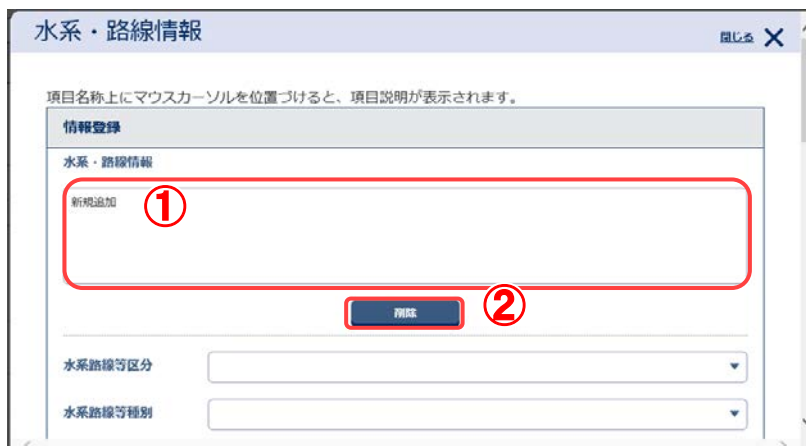 水系・路線情報
閉じる
項目名称上にマウスカーソルを位置づけると、項目説明が表示されます。
情報登録
水系・路線情報
新規追加
①
削除
②
水系路線等区分
水系路線等種別